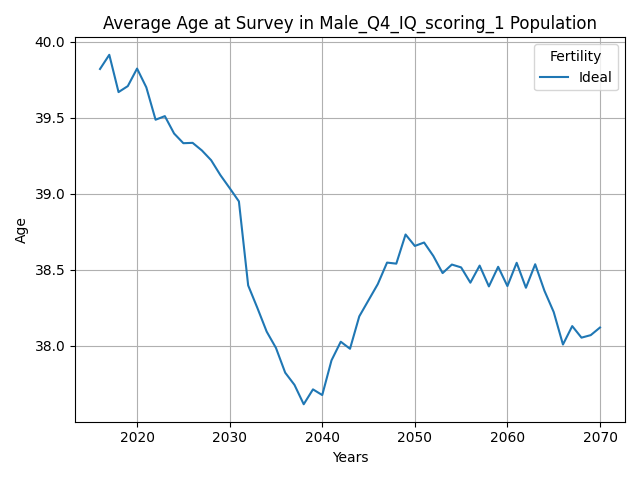 Average Age at Survey in Male_Q4_IQ_scoring_1 Population
Fertility
Ideal
40.0
39.5
39.0
38.5
38.0
Age
2020 2030 2040 2050 2060 2070
Years